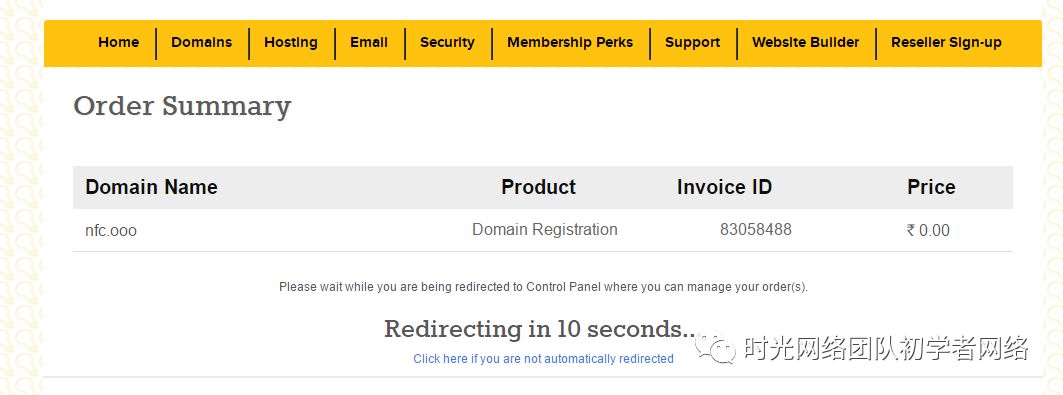 Home Domains Hosting Email Security Membership Perks Support Website Builder Reseller Sign-up
Order Summary
Domain Name Product Invoice ID Price
nfc.ooo Domain Registration 83058488 ₹ 0.00
Please wait while you are being redirected to Control Panel where you can manage your order(s).
Redirecting in 10 seconds...
Click here if you are not automatically redirected
时光网络团队初学者网络